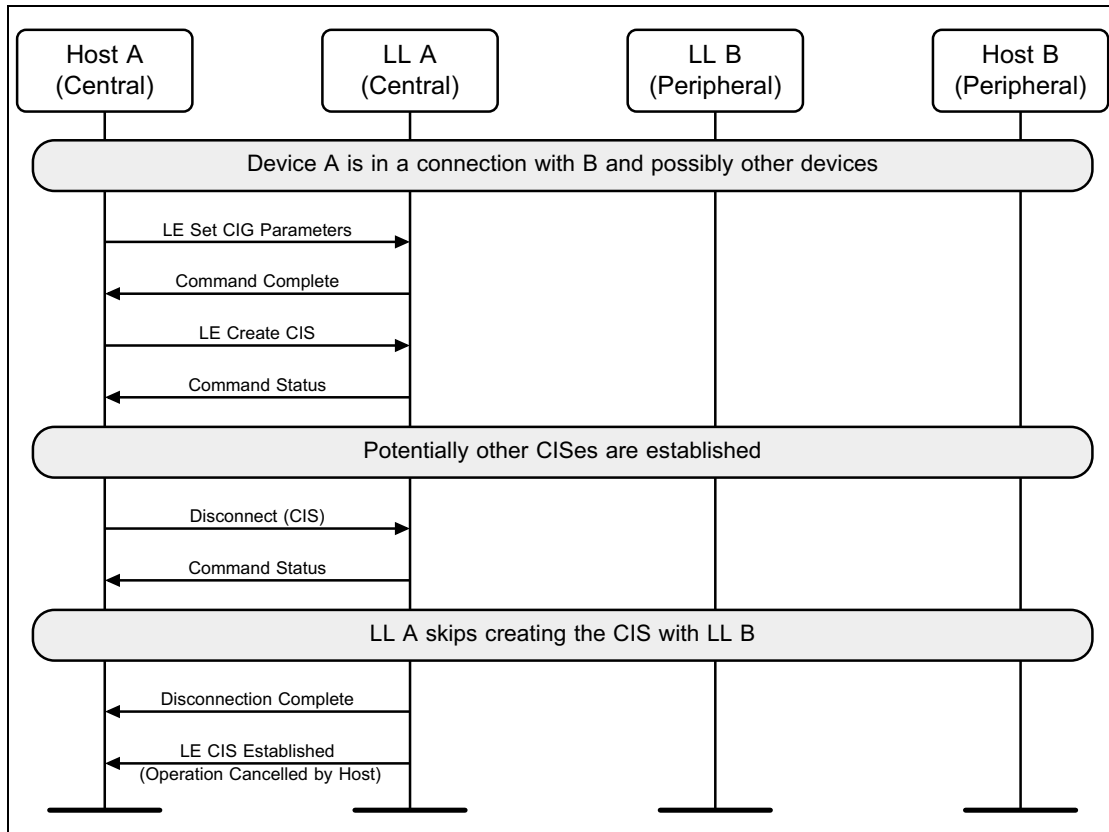 Host A
(Central)
LL A
(Central)
LL B
(Peripheral)
Host B
(Peripheral)
Device A is in a connection with B and possibly other devices
LE Set CIG Parameters
Command Complete
LE Create CIS
Command Status
Potentially other CISes are established
Disconnect (CIS)
Command Status
LL A skips creating the CIS with LL B
Disconnection Complete
LE CIS Established
(Operation Cancelled by Host)